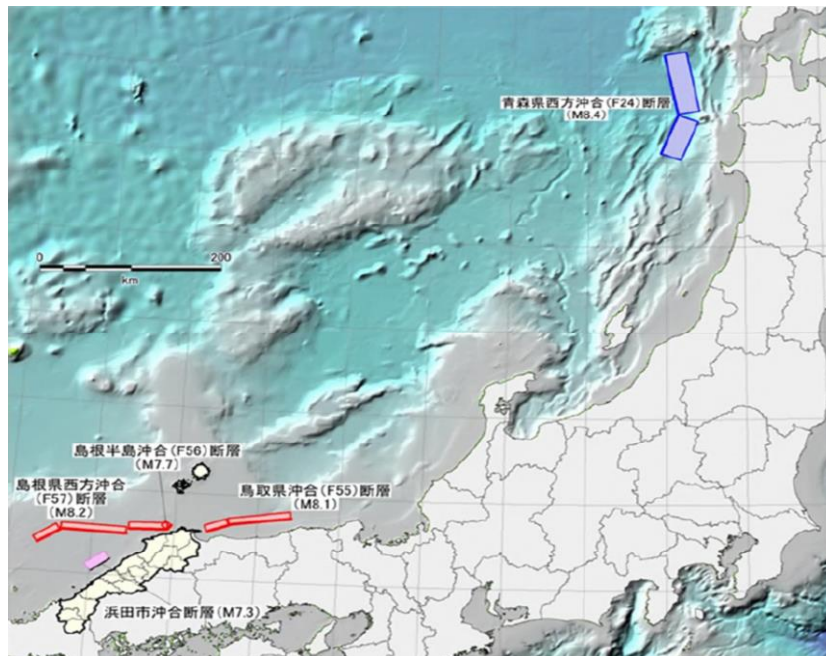 青森県西方沖合(F24)断層
(M8.4)
0
200
km
島根半島沖合(F56)断層
(M7.7)
島根県西方沖合
(F57)断層
(M8.2)
鳥取県沖合(F55)断層
(M8.1)
浜田市沖合断層(M7.3)